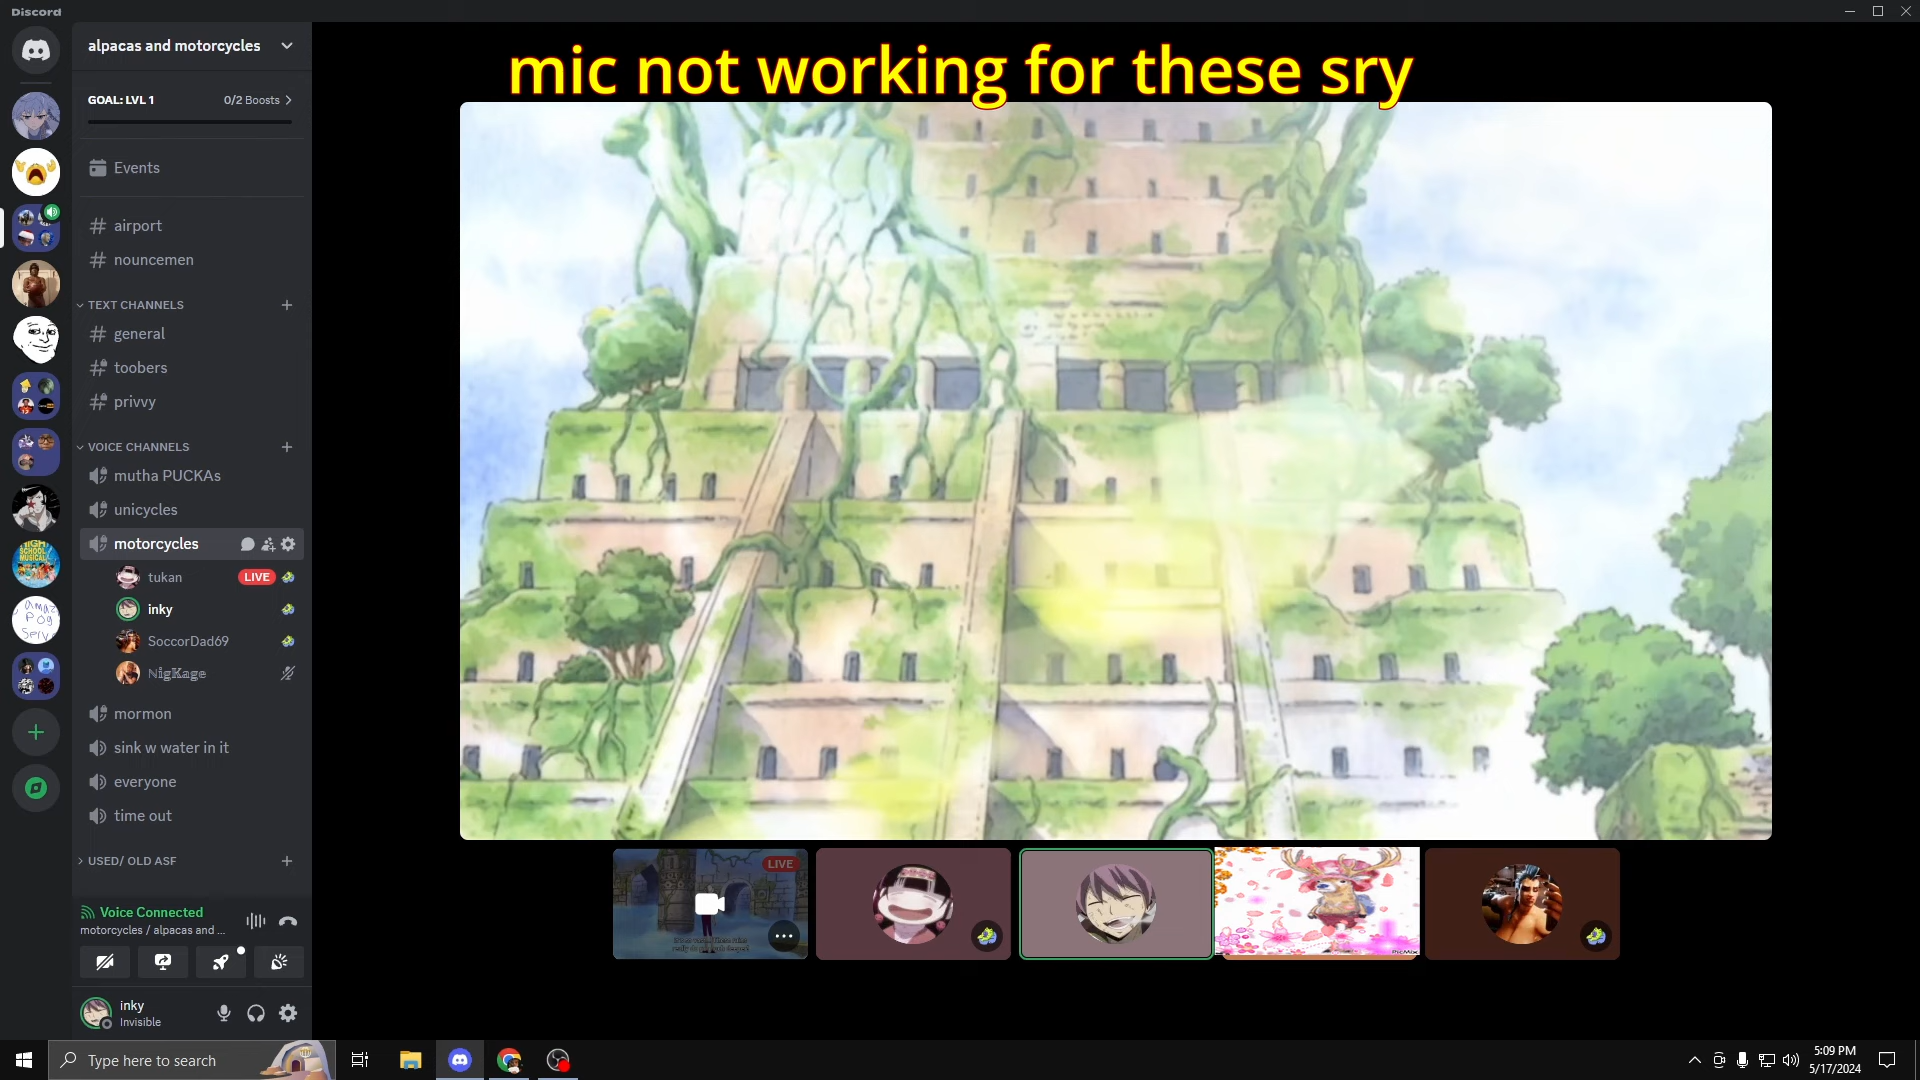 Discord
alpacas and motorcycles
mic not working for these sry
GOAL: LVL 1
0/2 Boosts
Events
airport
nouncemen
TEXT CHANNELS
general
toobers
privvy
VOICE CHANNELS
mutha PUCKAs
unicycles
motorcycles
tukan
LIVE
inky
SoccorDad69
ℕ𝕚𝕘𝕂𝕒𝕘𝕖
mormon
sink w water in it
everyone
time out
USED/ OLD ASF
LIVE
PicMix
Voice Connected
motorcycles / alpacas and ...
inky
Invisible
Type here to search
5:09 PM
5/17/2024